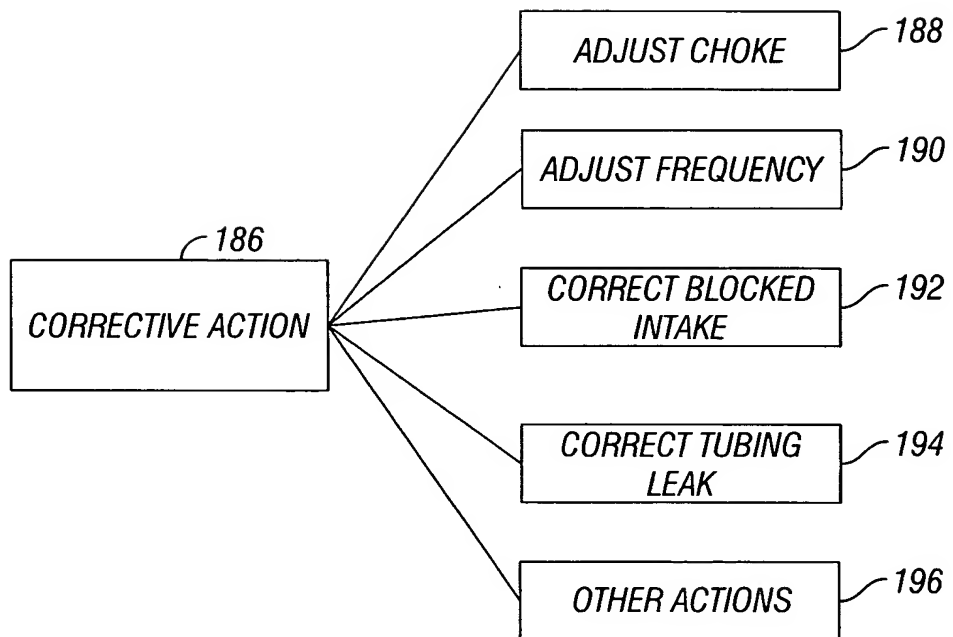 188
ADJUST CHOKE
190
ADJUST FREQUENCY
186
CORRECTIVE ACTION
192
CORRECT BLOCKED
INTAKE
194
CORRECT TUBING
LEAK
196
OTHER ACTIONS